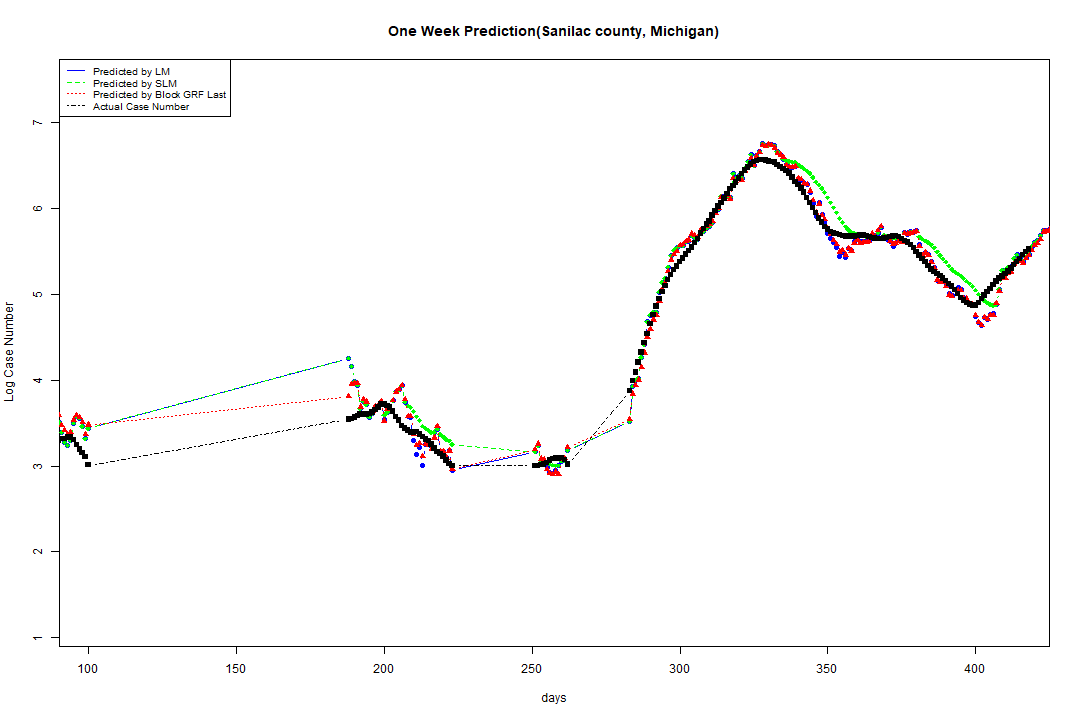 One Week Prediction(Sanilac county, Michigan)
Predicted by LM
Predicted by SLM
Predicted by Block GRF Last
Actual Case Number
7
6
5
4
3
2
1
Log Case Number
100 150 200 250 300 350 400
days